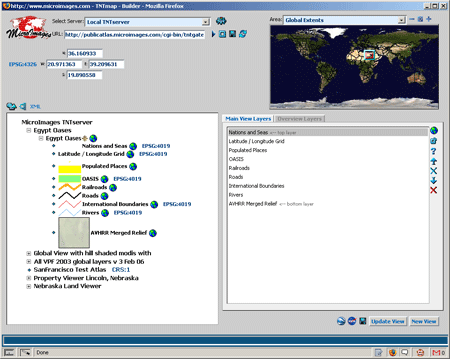 http://www.microimages.com - TNTmap - Builder - Mozilla Firefox
MicroImages
Select Server: Local TNTserver
URL: http://publicatlas.microimages.com/cgi-bin/tntgate
Area: Global Extents
N: 36.160933
EPSG:4326 W: 20.971363 E: 39.209631
S: 19.898558
XML
MicroImages TNTserver
Egypt Oases
Egypt Oases
Nations and Seas EPSG:4019
Latitude / Longitude Grid EPSG:4019
Populated Places
OASIS EPSG:4019
Railroads
Roads
International Boundaries EPSG:4019
Rivers EPSG:4019
AVHRR Merged Relief
Global View with hill shaded modis with
All VPF 2003 global layers v 3 Feb 06
SanFrancisco Test Atlas CRS:1
Property Viewer Lincoln, Nebraska
Nebraska Land Viewer
Main View Layers Overview Layers
Nations and Seas <-- top layer
Latitude / Longitude Grid
Populated Places
OASIS
Railroads
Roads
International Boundaries
Rivers
AVHRR Merged Relief <-- bottom layer
Update View New View
Done
0